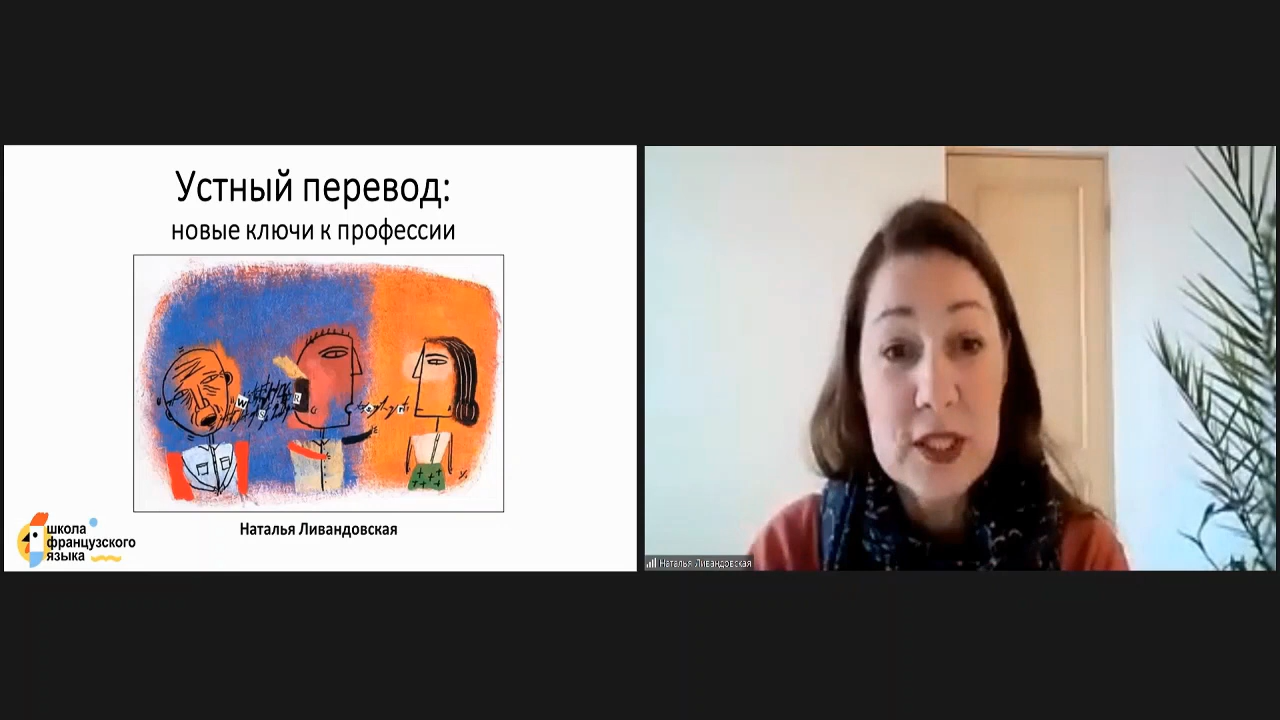 Устный перевод:
новые ключи к профессии
W
R
Наталья Ливандовская
школа
французского
языка
Наталья Ливандовская